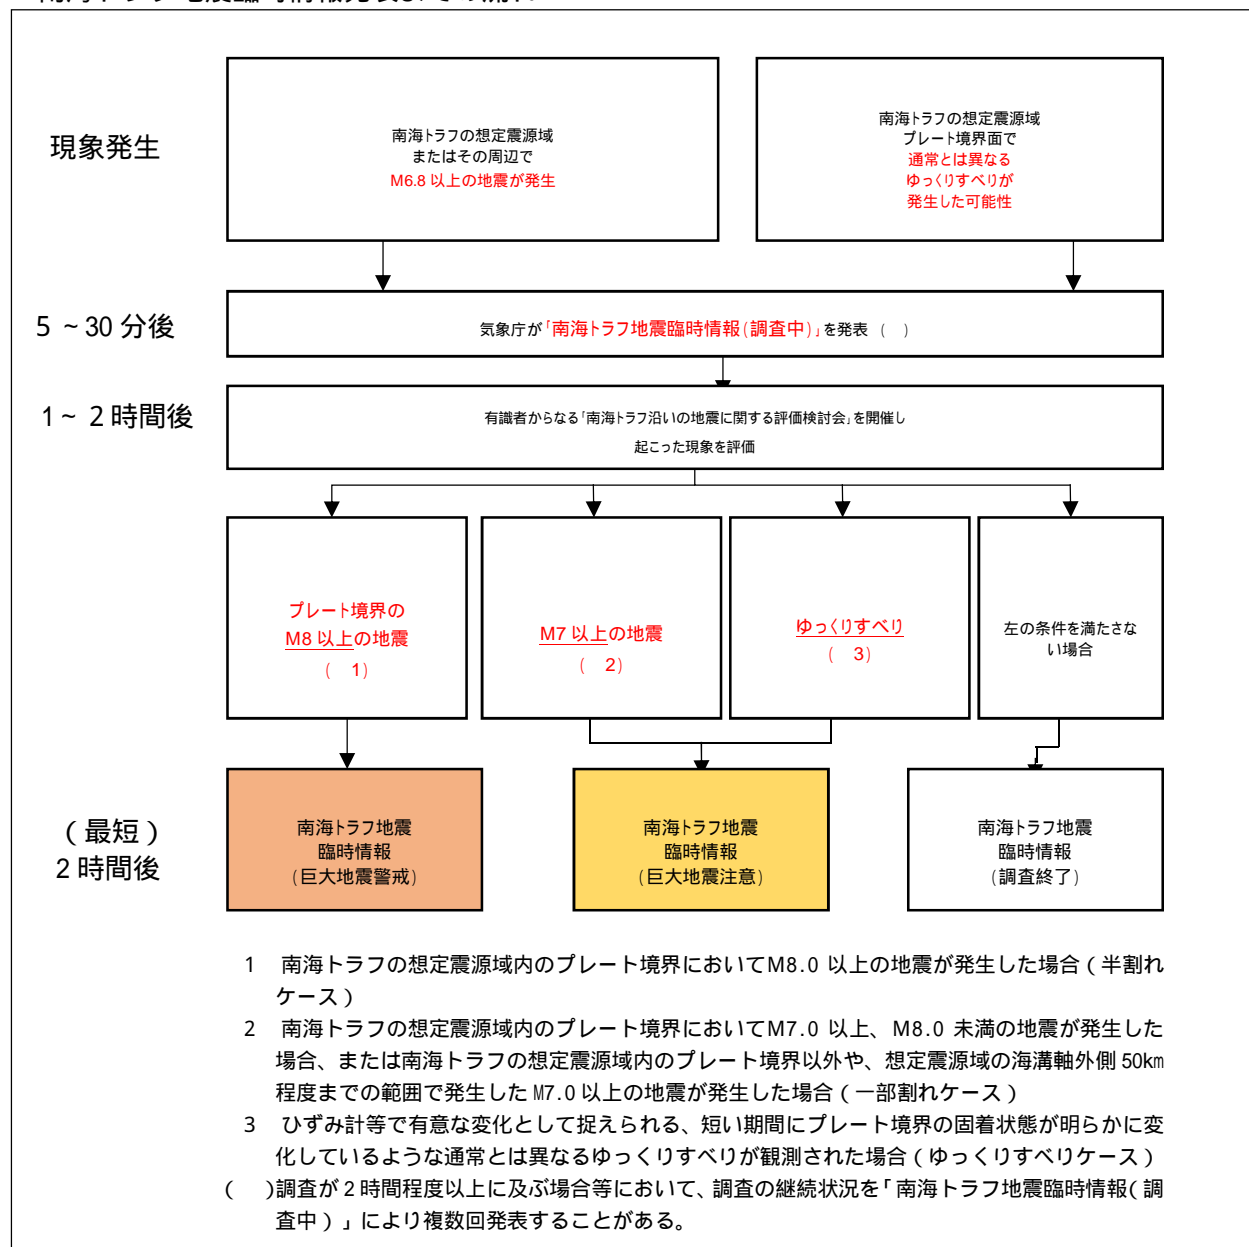 現象発生
南海トラフの想定震源域
またはその周辺で
M6.8 以上の地震が発生
南海トラフの想定震源域
プレート境界面で
通常とは異なる
ゆっくりすべりが
発生した可能性
5 ~30 分後
気象庁が「南海トラフ地震臨時情報(調査中)」を発表 (　)
1~ 2 時間後
有識者からなる「南海トラフ沿いの地震に関する評価検討会」を開催し
起こった現象を評価
プレート境界の
M8 以上の地震
(　1)
M7 以上の地震
(　2)
ゆっくりすべり
(　3)
左の条件を満たさな
い場合
(最短)
2 時間後
南海トラフ地震
臨時情報
(巨大地震警戒)
南海トラフ地震
臨時情報
(巨大地震注意)
南海トラフ地震
臨時情報
(調査終了)
1　南海トラフの想定震源域内のプレート境界においてM8.0 以上の地震が発生した場合(半割れ
ケース)
2　南海トラフの想定震源域内のプレート境界においてM7.0 以上、M8.0 未満の地震が発生した
場合、または南海トラフの想定震源域内のプレート境界以外や、想定震源域の海溝軸外側 50km
程度までの範囲で発生した M7.0 以上の地震が発生した場合(一部割れケース)
3　ひずみ計等で有意な変化として捉えられる、短い期間にプレート境界の固着状態が明らかに変
化しているような通常とは異なるゆっくりすべりが観測された場合(ゆっくりすべりケース)
(　)調査が 2 時間程度以上に及ぶ場合等において、調査の継続状況を「南海トラフ地震臨時情報(調
査中)」により複数回発表することがある。